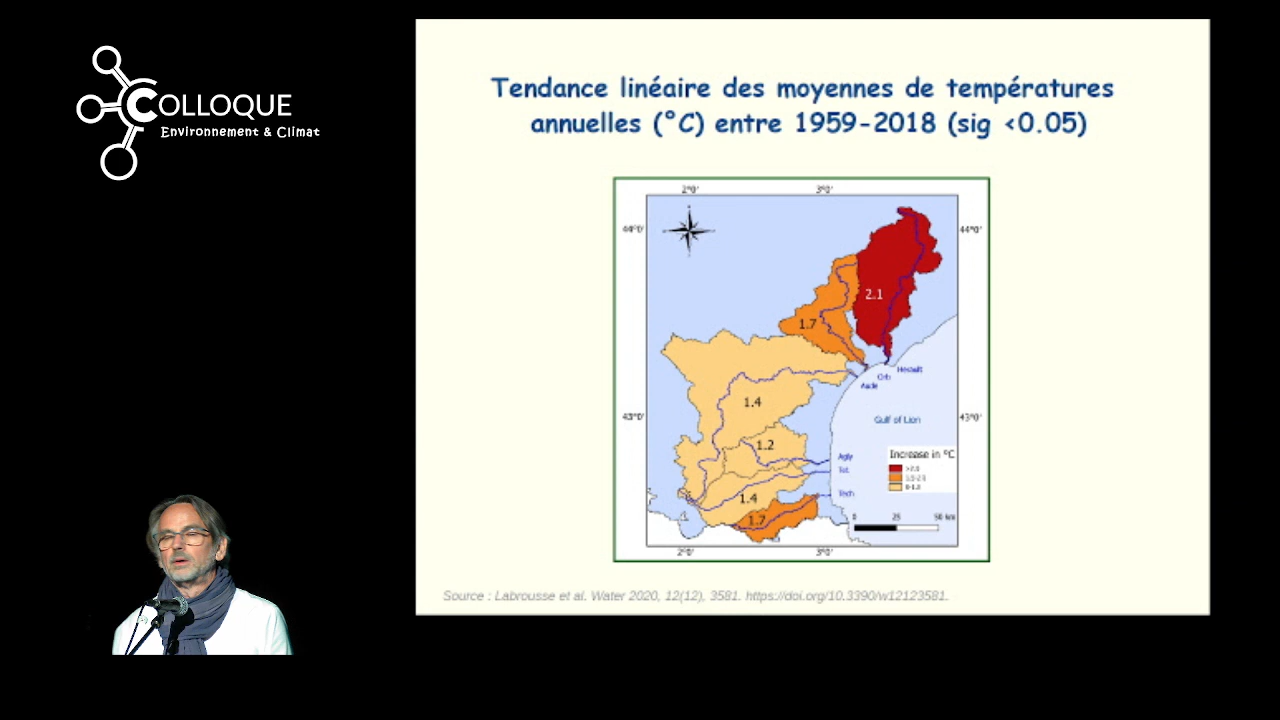 COLLOQUE
Environnement & Climat
Tendance linéaire des moyennes de températures
annuelles (°C) entre 1959-2018 (sig <0.05)
2°0' 3°0'
44°0' 44°0'
2.1
1.7
Hérault
Orb
Aude
1.4
43°0' 43°0'
Gulf of Lion
1.2
Increase in °C
Agly
Tet
1.4
Tech
1.7
0 25 50 km
2°0' 3°0'
Source : Labrousse et al. Water 2020, 12(12), 3581. https://doi.org/10.3390/w12123581.